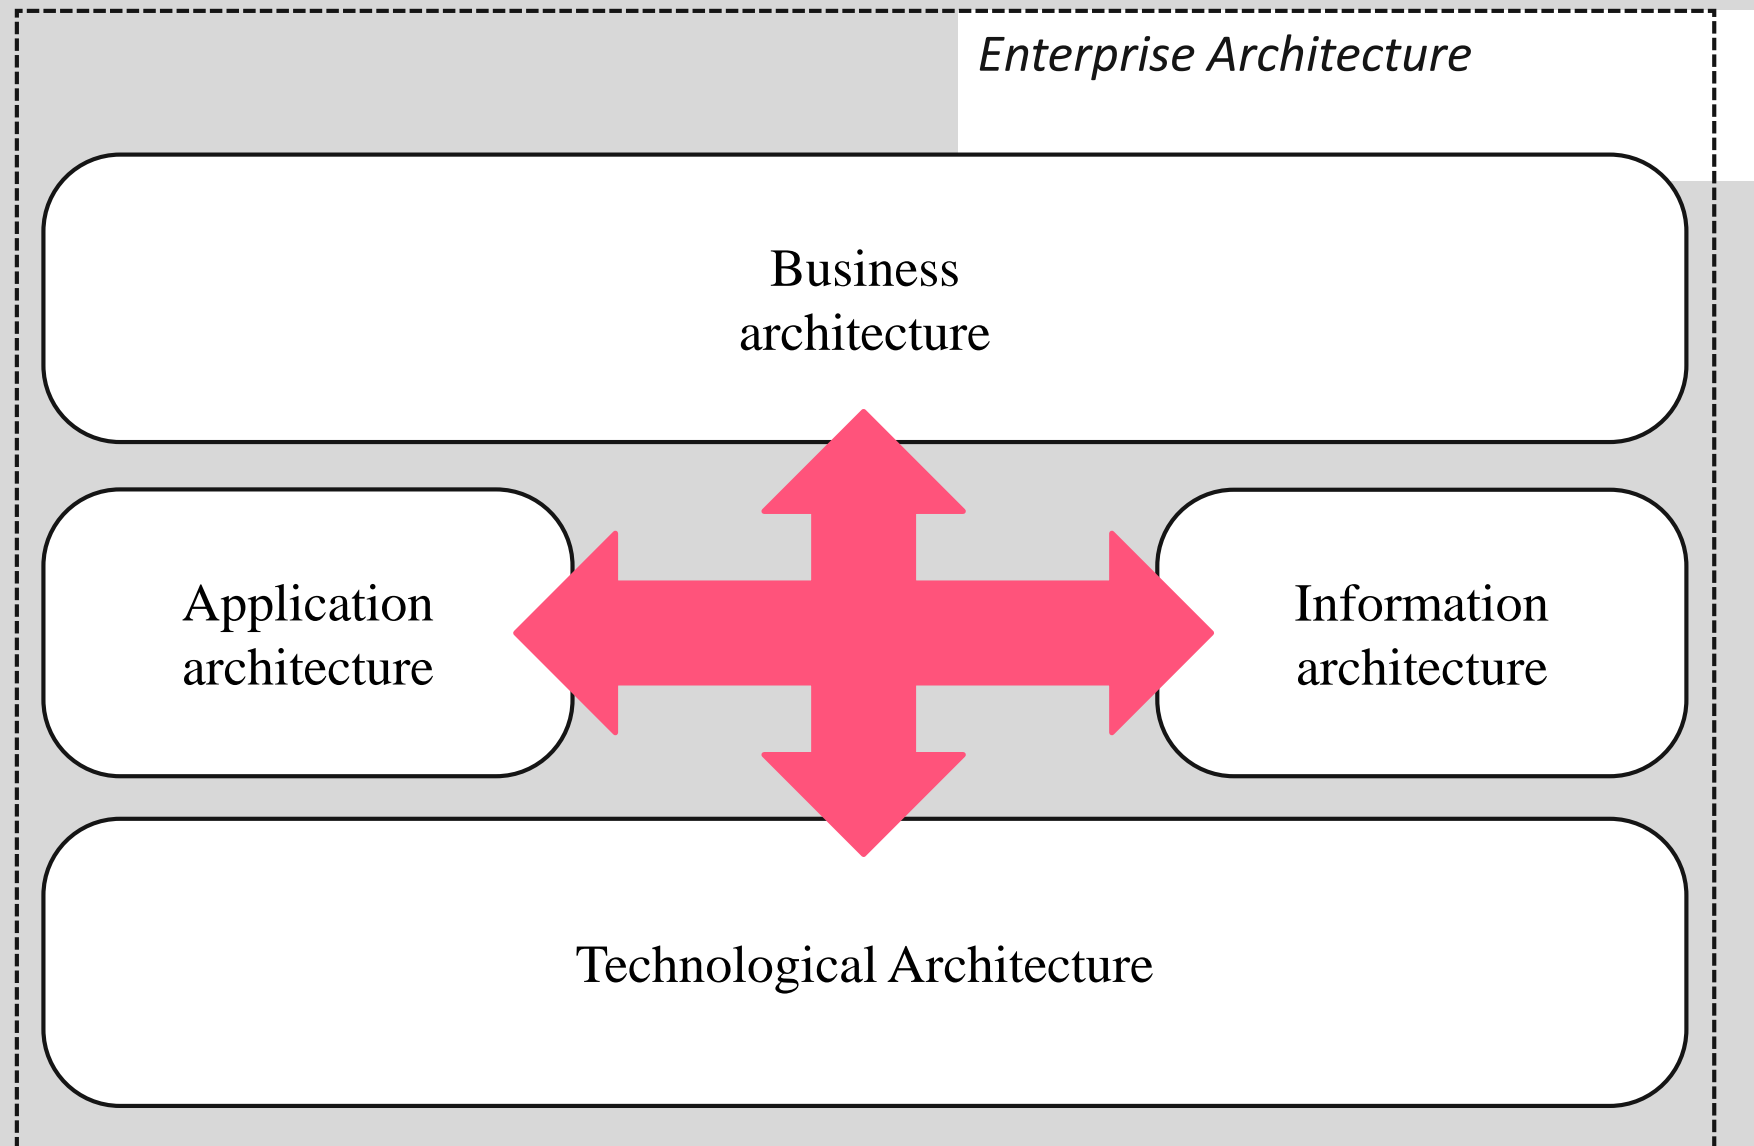 Enterprise Architecture
Business
architecture
Application
architecture
Information
architecture
Technological Architecture